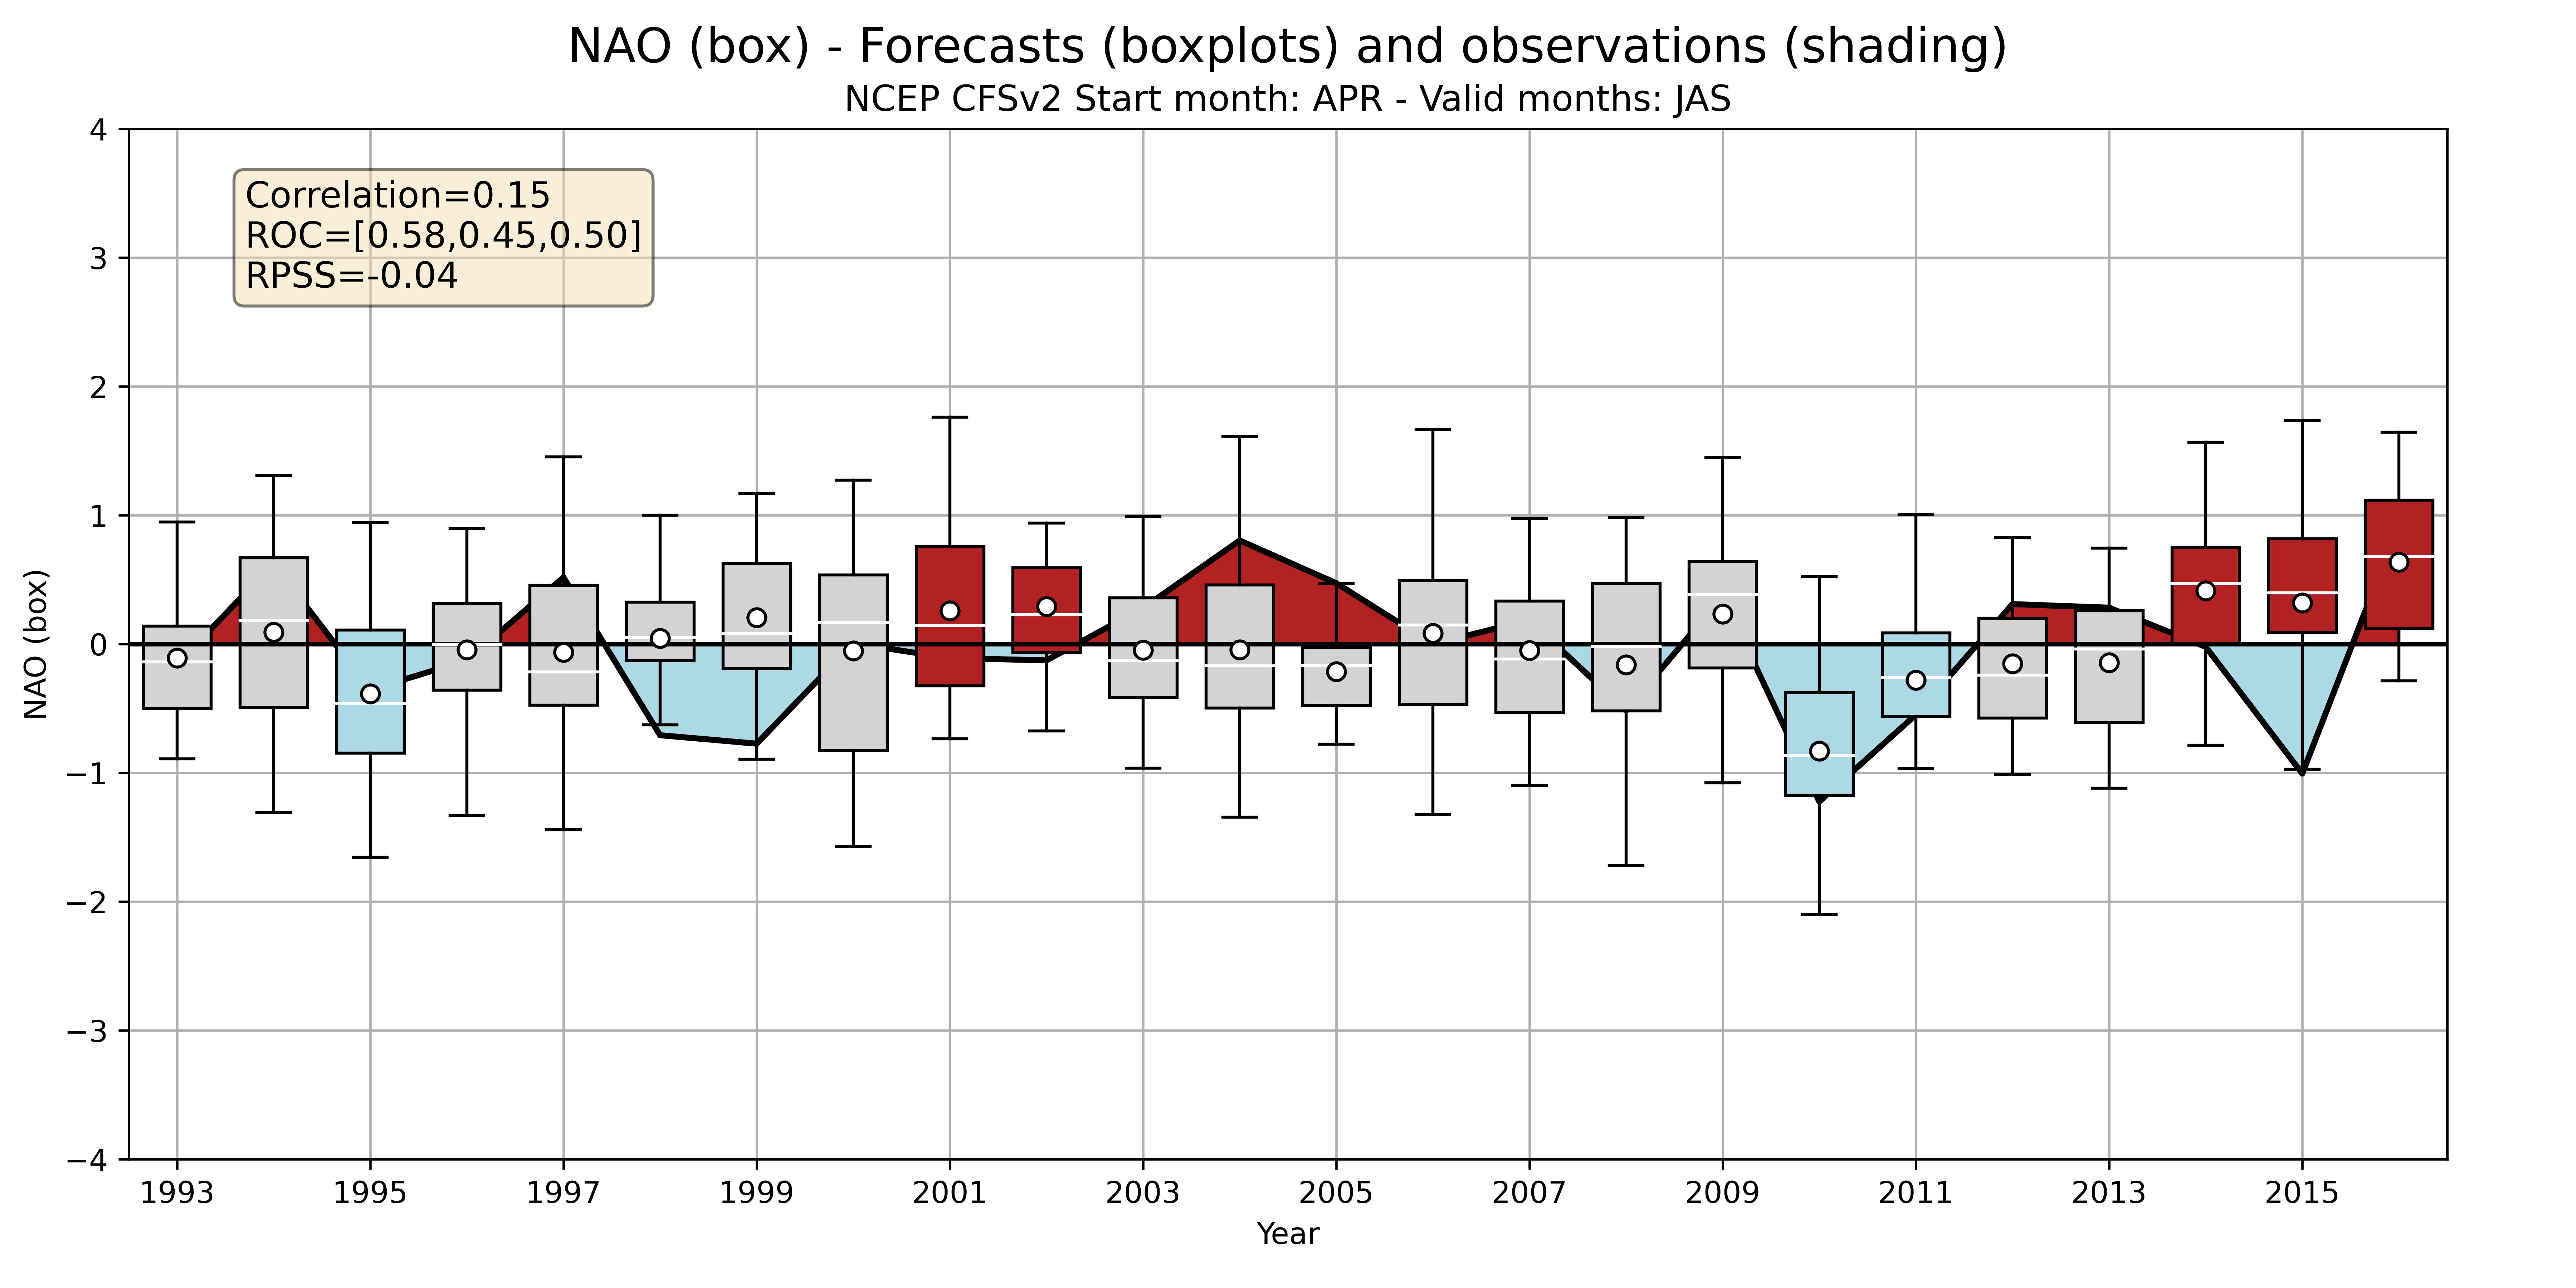 NAO (box) - Forecasts (boxplots) and observations (shading)
NCEP CFSv2 Start month: APR - Valid months: JAS
Correlation=0.15
ROC=[0.58,0.45,0.50]
RPSS=-0.04
NAO (box)
4
3
2
1
0
−1
−2
−3
−4
1993 1995 1997 1999 2001 2003 2005 2007 2009 2011 2013 2015
Year